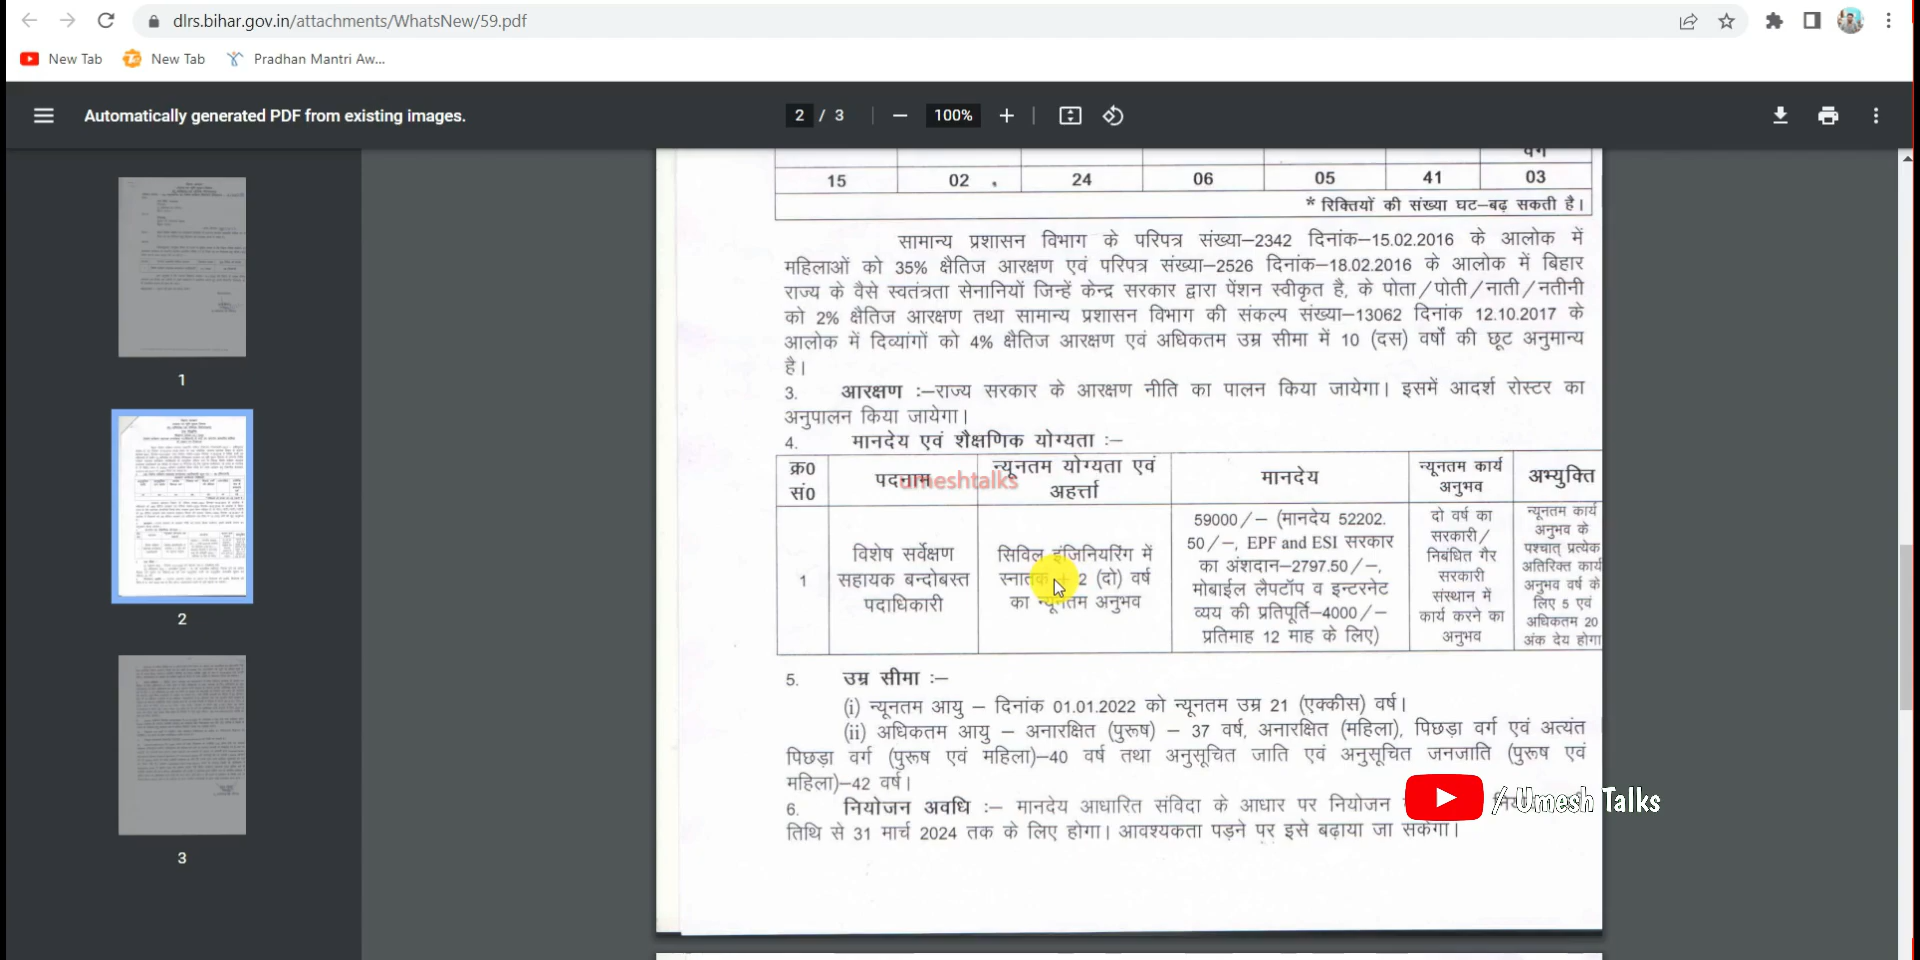 dlrs.bihar.gov.in/attachments/WhatsNew/59.pdf
New Tab
New Tab
Pradhan Mantri Aw...
Automatically generated PDF from existing images.
2 / 3
100%
1
2
3
वर्ग
15 02 24 06 05 41 03
* रिक्तियों की संख्या घट–बढ़ सकती है।
सामान्य प्रशासन विभाग के परिपत्र संख्या–2342 दिनांक–15.02.2016 के आलोक में
महिलाओं को 35% क्षैतिज आरक्षण एवं परिपत्र संख्या–2526 दिनांक–18.02.2016 के आलोक में बिहार
राज्य के वैसे स्वतंत्रता सेनानियों जिन्हें केन्द्र सरकार द्वारा पेंशन स्वीकृत है, के पोता/पोती/नाती/नतीनी
को 2% क्षैतिज आरक्षण तथा सामान्य प्रशासन विभाग की संकल्प संख्या–13062 दिनांक 12.10.2017 के
आलोक में दिव्यांगों को 4% क्षैतिज आरक्षण एवं अधिकतम उम्र सीमा में 10 (दस) वर्षों की छूट अनुमान्य
है।
3. आरक्षण :–राज्य सरकार के आरक्षण नीति का पालन किया जायेगा। इसमें आदर्श रोस्टर का
अनुपालन किया जायेगा।
4. मानदेय एवं शैक्षणिक योग्यता :–
क्र0
सं0
पदनाम
umeshtalks
न्यूनतम योग्यता एवं
अहर्त्ता
मानदेय
न्यूनतम कार्य
अनुभव
अभ्युक्ति
1
विशेष सर्वेक्षण
सहायक बन्दोबस्त
पदाधिकारी
सिविल इंजिनियरिंग में
स्नातक + 2 (दो) वर्ष
का न्यूनतम अनुभव
59000/– (मानदेय 52202.
50/–, EPF and ESI सरकार
का अंशदान–2797.50/–,
मोबाईल लैपटॉप व इन्टरनेट
व्यय की प्रतिपूर्ति–4000/–
प्रतिमाह 12 माह के लिए)
दो वर्ष का
सरकारी/
निबंधित गैर
सरकारी
संस्थान में
कार्य करने का
अनुभव
न्यूनतम कार्य
अनुभव के
पश्चात् प्रत्येक
अतिरिक्त कार्य
अनुभव वर्ष के
लिए 5 एवं
अधिकतम 20
अंक देय होगा
5. उम्र सीमा :–
(i) न्यूनतम आयु – दिनांक 01.01.2022 को न्यूनतम उम्र 21 (एक्कीस) वर्ष।
(ii) अधिकतम आयु – अनारक्षित (पुरूष) – 37 वर्ष, अनारक्षित (महिला), पिछड़ा वर्ग एवं अत्यंत
पिछड़ा वर्ग (पुरूष एवं महिला)–40 वर्ष तथा अनुसूचित जाति एवं अनुसूचित जनजाति (पुरूष एवं
महिला)–42 वर्ष।
6. नियोजन अवधि :– मानदेय आधारित संविदा के आधार पर नियोजन
तिथि से 31 मार्च 2024 तक के लिए होगा। आवश्यकता पड़ने पर इसे बढ़ाया जा सकेगा।
/ Umesh Talks